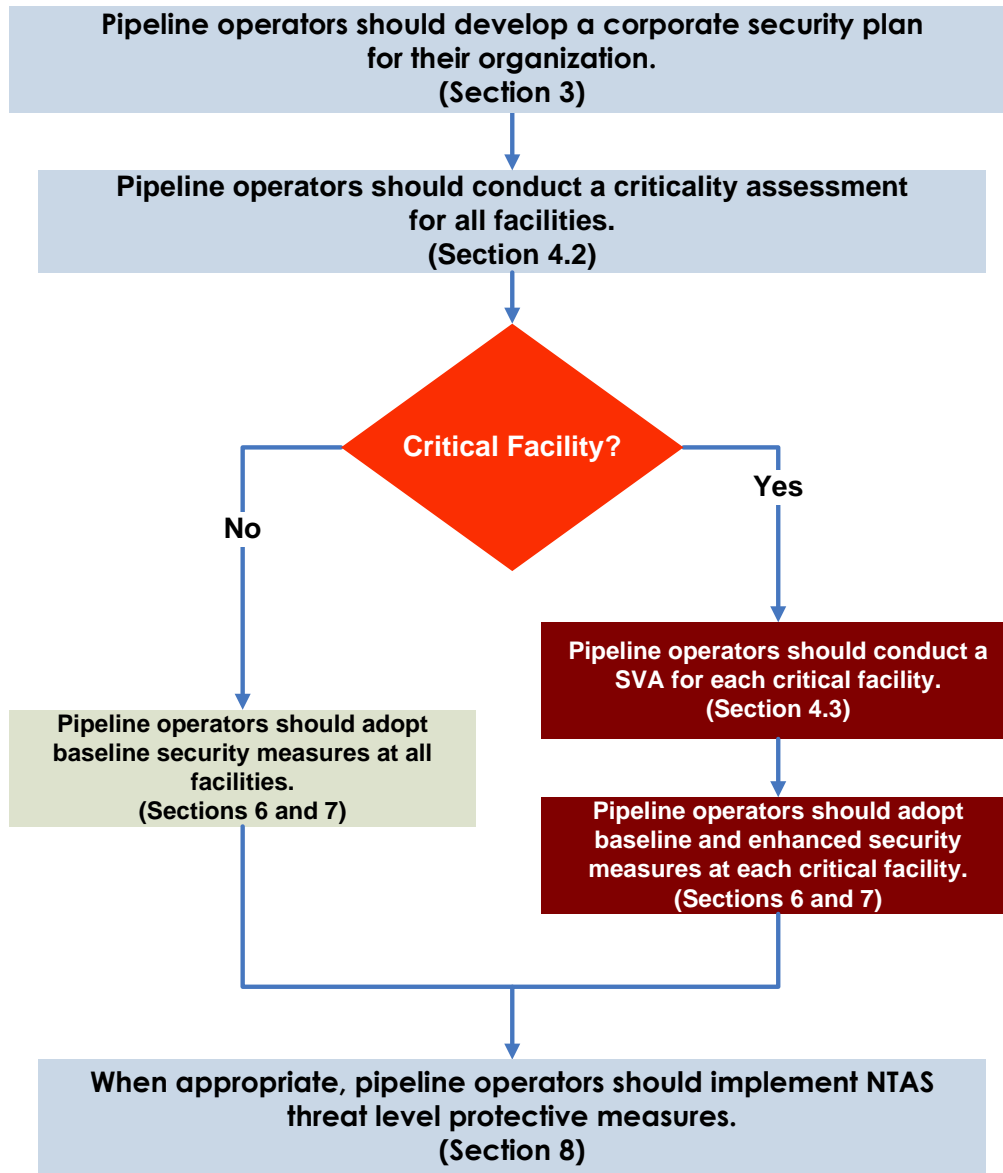 Pipeline operators should develop a corporate security plan
for their organization.
(Section 3)
Pipeline operators should conduct a criticality assessment
for all facilities.
(Section 4.2)
Critical Facility?
No
Yes
Pipeline operators should conduct a
SVA for each critical facility.
(Section 4.3)
Pipeline operators should adopt
baseline security measures at all
facilities.
(Sections 6 and 7)
Pipeline operators should adopt
baseline and enhanced security
measures at each critical facility.
(Sections 6 and 7)
When appropriate, pipeline operators should implement NTAS
threat level protective measures.
(Section 8)